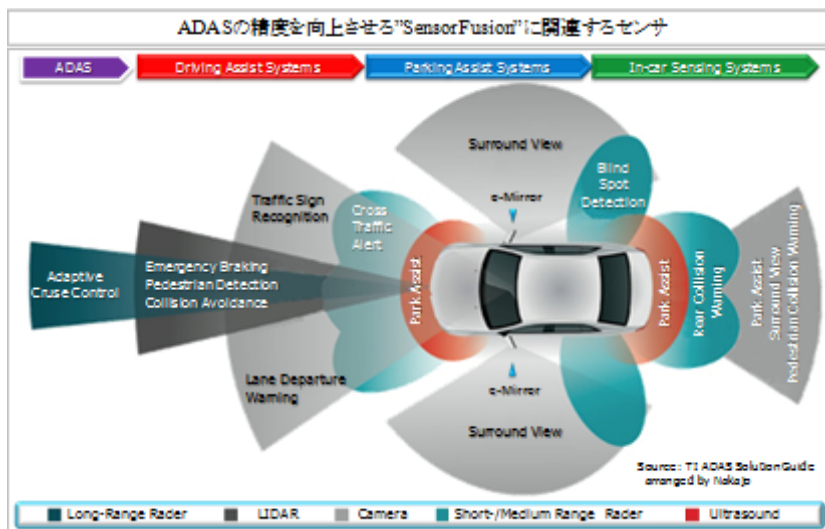 ADASの精度を向上させる"SensorFusion"に関連するセンサ
ADAS
Driving Assist Systems
Parking Assist Systems
In-car Sensing Systems
Surround View
Blind
Spot
Detection
e-Mirror
Traffic Sign
Recognition
Cross
Traffic
Alert
Adaptive
Cruse Control
Emergency Braking
Pedestrian Detection
Collision Avoidance
Park Assist
Park Assist
Rear Collision
Warning
Park Assist
Surround View
Pedestrian Collision Warning
Lane Departure
Warning
e-Mirror
Surround View
Source : TI ADAS Solution Guide
arranged by Nakajo
Long-Range Rader
LIDAR
Camera
Short-/Medium Range Rader
Ultrasound